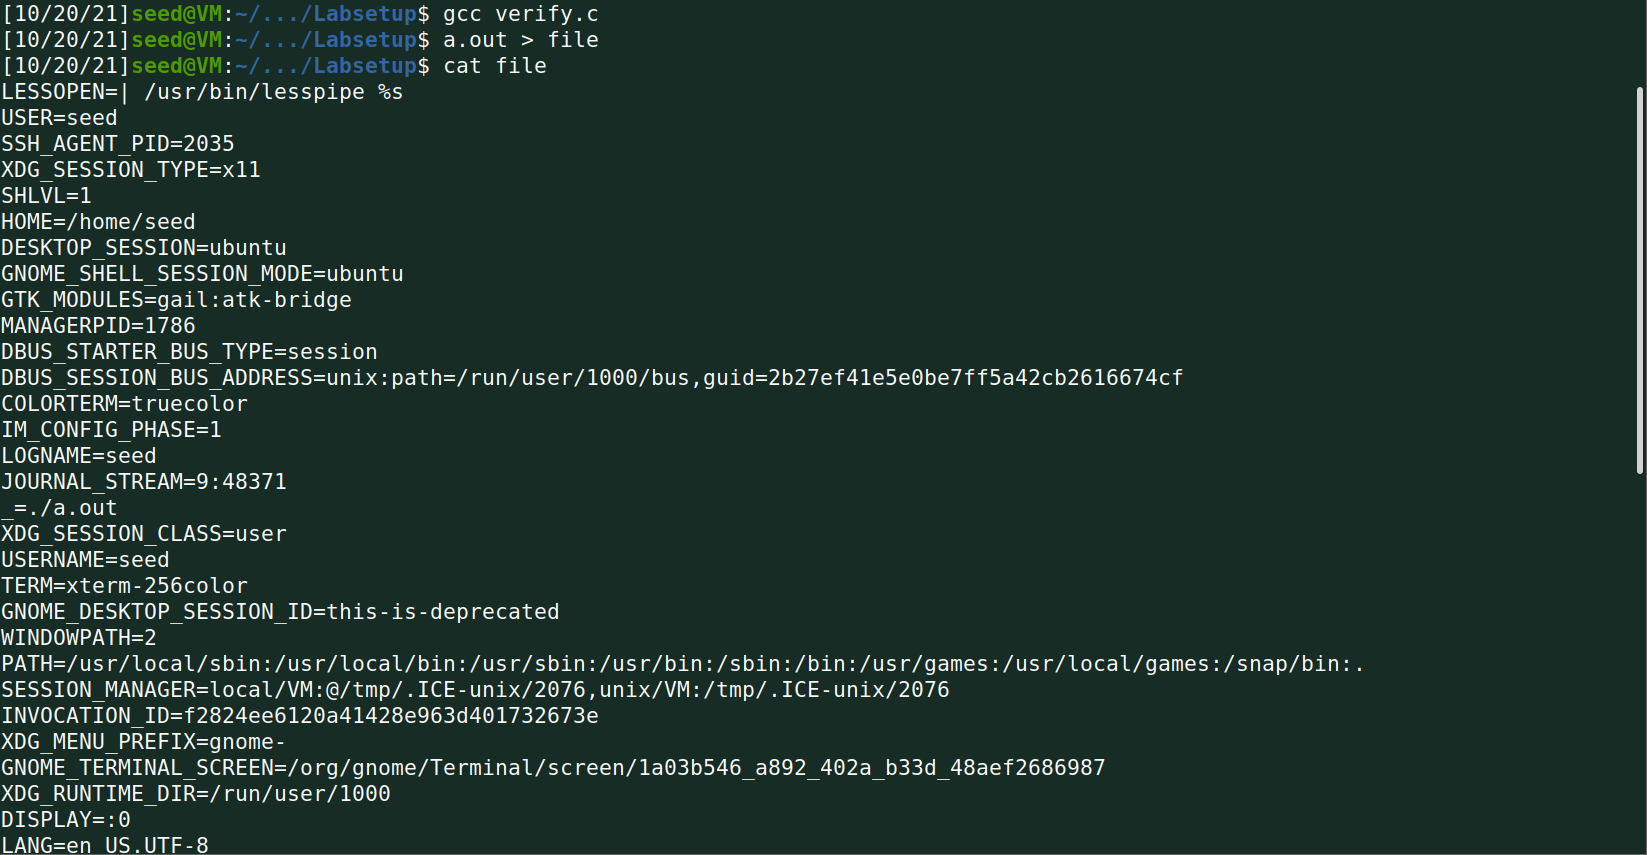 [10/20/21]seed@VM:~/.../Labsetup$ gcc verify.c
[10/20/21]seed@VM:~/.../Labsetup$ a.out > file
[10/20/21]seed@VM:~/.../Labsetup$ cat file
LESSOPEN=| /usr/bin/lesspipe %s
USER=seed
SSH_AGENT_PID=2035
XDG_SESSION_TYPE=x11
SHLVL=1
HOME=/home/seed
DESKTOP_SESSION=ubuntu
GNOME_SHELL_SESSION_MODE=ubuntu
GTK_MODULES=gail:atk-bridge
MANAGERPID=1786
DBUS_STARTER_BUS_TYPE=session
DBUS_SESSION_BUS_ADDRESS=unix:path=/run/user/1000/bus,guid=2b27ef41e5e0be7ff5a42cb2616674cf
COLORTERM=truecolor
IM_CONFIG_PHASE=1
LOGNAME=seed
JOURNAL_STREAM=9:48371
_=./a.out
XDG_SESSION_CLASS=user
USERNAME=seed
TERM=xterm-256color
GNOME_DESKTOP_SESSION_ID=this-is-deprecated
WINDOWPATH=2
PATH=/usr/local/sbin:/usr/local/bin:/usr/sbin:/usr/bin:/sbin:/bin:/usr/games:/usr/local/games:/snap/bin:.
SESSION_MANAGER=local/VM:@/tmp/.ICE-unix/2076,unix/VM:/tmp/.ICE-unix/2076
INVOCATION_ID=f2824ee6120a41428e963d401732673e
XDG_MENU_PREFIX=gnome-
GNOME_TERMINAL_SCREEN=/org/gnome/Terminal/screen/1a03b546_a892_402a_b33d_48aef2686987
XDG_RUNTIME_DIR=/run/user/1000
DISPLAY=:0
LANG=en_US.UTF-8